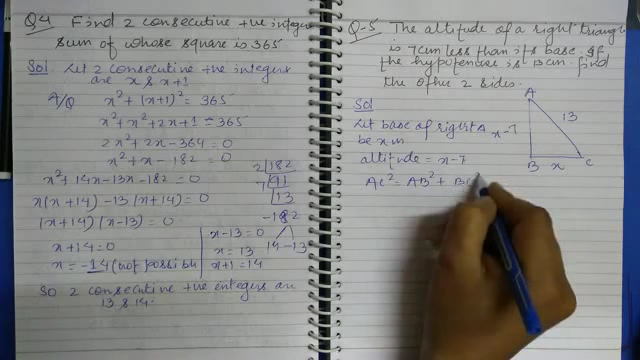 Q4 Find 2 consecutive +ve integers
sum of whose square is 365
Sol Let 2 consecutive +ve integers
are x & x+1
A/Q x² + (x+1)² = 365
x² + x² + 2x + 1 = 365
2x² + 2x - 364 = 0
x² + x - 182 = 0
x² + 14x - 13x - 182 = 0
x(x+14) - 13(x+14) = 0
(x+14)(x-13) = 0
x+14 = 0
x = -14 (not possible
x-13 = 0
x = 13
x+1 = 14
2 182
7 91
13
-182
14 -13
So 2 consecutive +ve integers are
13 & 14.
Q-5 The altitude of a right triangle
is 7cm less than its base. If
the hypotenuse is 13cm. find
the other 2 sides.
Sol
Let base of right Δ
be x cm
altitude = x-7
AC² = AB² + BC
A
x-7
13
B
x
C